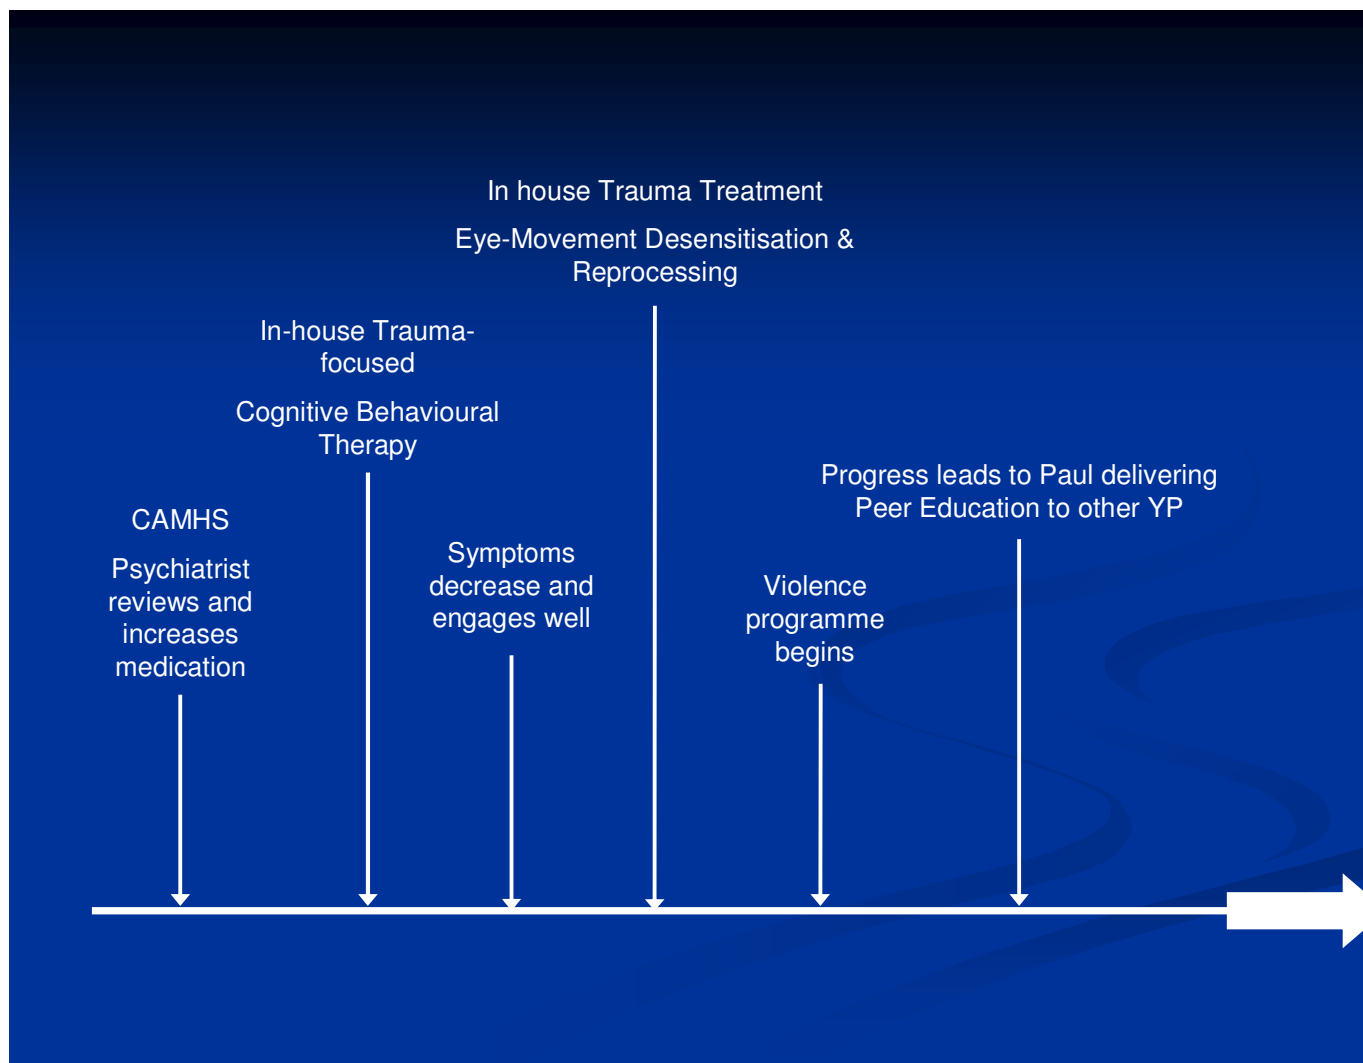 In house Trauma Treatment
Eye-Movement Desensitisation &
Reprocessing
In-house Trauma-
focused
Cognitive Behavioural
Therapy
CAMHS
Psychiatrist
reviews and
increases
medication
Symptoms
decrease and
engages well
Violence
programme
begins
Progress leads to Paul delivering
Peer Education to other YP